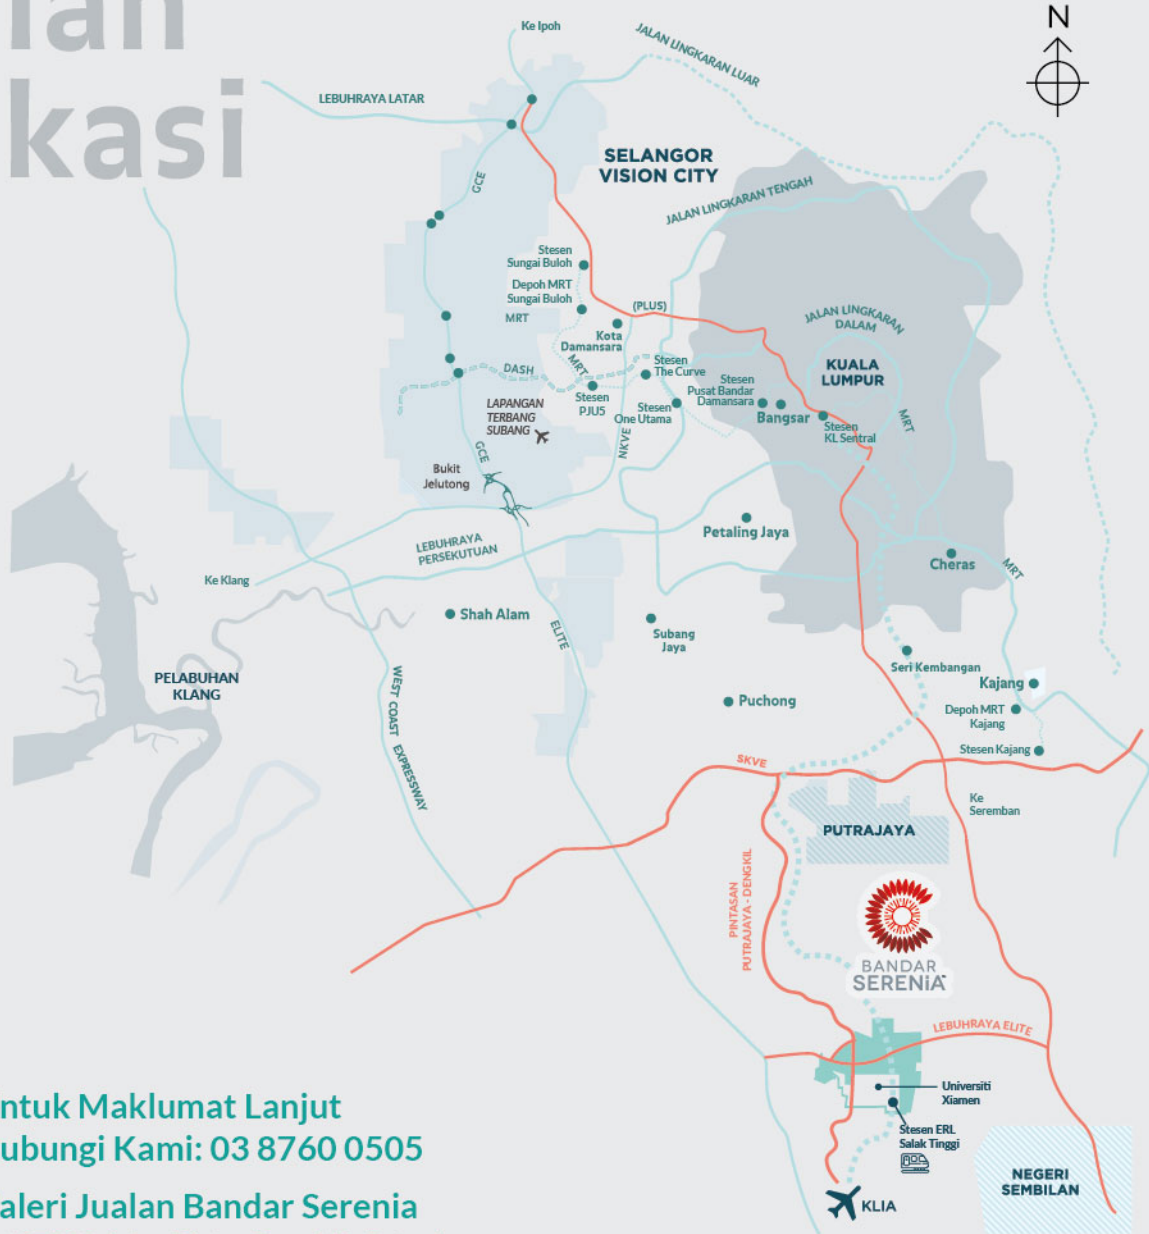 lan
kasi
N
Ke Ipoh
JALAN LINGKARAN LUAR
LEBUHRAYA LATAR
SELANGOR
VISION CITY
GCE
JALAN LINGKARAN TENGAH
Stesen
Sungai Buloh
Depoh MRT
Sungai Buloh
MRT
(PLUS)
Kota
Damansara
JALAN LINGKARAN
DALAM
KUALA
LUMPUR
DASH
MRT
Stesen
The Curve
Stesen
PJU5
Stesen
One Utama
Stesen
Pusat Bandar
Damansara
Bangsar
Stesen
KL Sentral
MRT
LAPANGAN
TERBANG
SUBANG
NKVE
GCE
Bukit
Jelutong
Petaling Jaya
LEBUHRAYA
PERSEKUTUAN
Cheras
MRT
Ke Klang
Shah Alam
ELITE
Subang
Jaya
Seri Kembangan
Kajang
PELABUHAN
KLANG
WEST COAST EXPRESSWAY
Puchong
Depoh MRT
Kajang
Stesen Kajang
SKVE
Ke
Seremban
PUTRAJAYA
PINTASAN
PUTRAJAYA - DENGKIL
BANDAR
SERENiA™
LEBUHRAYA ELITE
Universiti
Xiamen
Stesen ERL
Salak Tinggi
NEGERI
SEMBILAN
KLIA
ntuk Maklumat Lanjut
ubungi Kami: 03 8760 0505
aleri Jualan Bandar Serenia